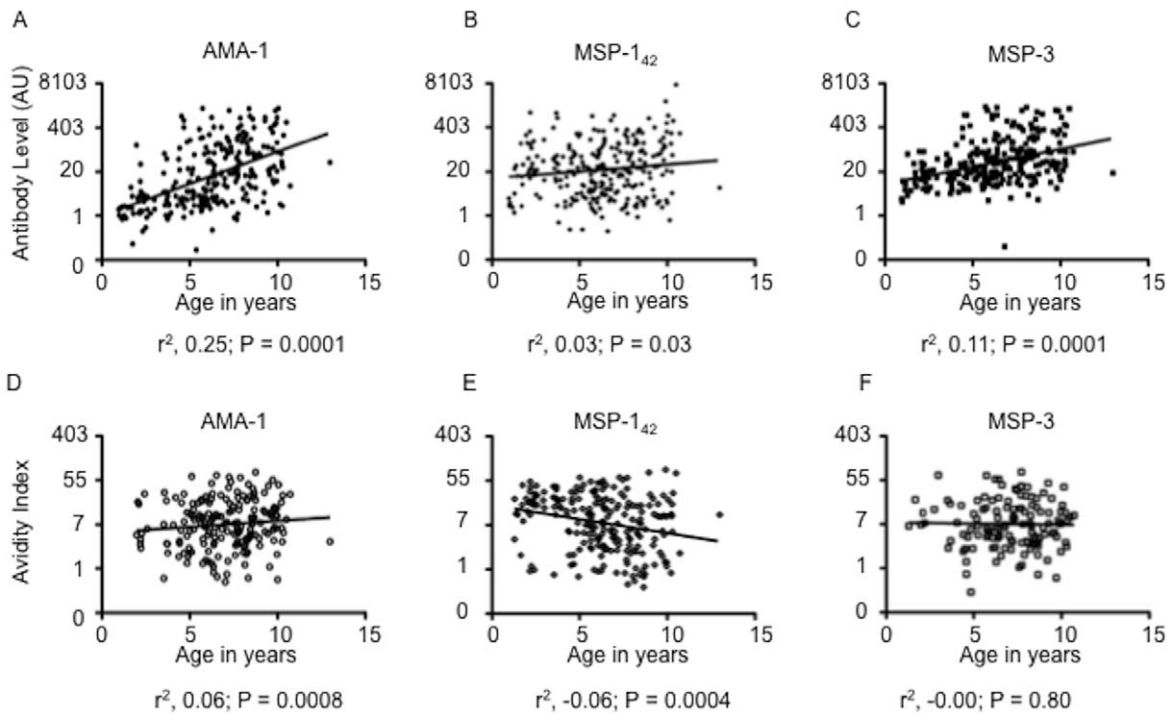 A
AMA-1
Antibody Level (AU)
8103
403
20
1
0
0 5 10 15
Age in years
r², 0.25; P = 0.0001
B
MSP-1₄₂
8103
403
20
1
0
0 5 10 15
Age in years
r², 0.03; P = 0.03
C
MSP-3
8103
403
20
1
0
0 5 10 15
Age in years
r², 0.11; P = 0.0001
D
AMA-1
Avidity Index
403
55
7
1
0
0 5 10 15
Age in years
r², 0.06; P = 0.0008
E
MSP-1₄₂
403
55
7
1
0
0 5 10 15
Age in years
r², -0.06; P = 0.0004
F
MSP-3
403
55
7
1
0
0 5 10 15
Age in years
r², -0.00; P = 0.80